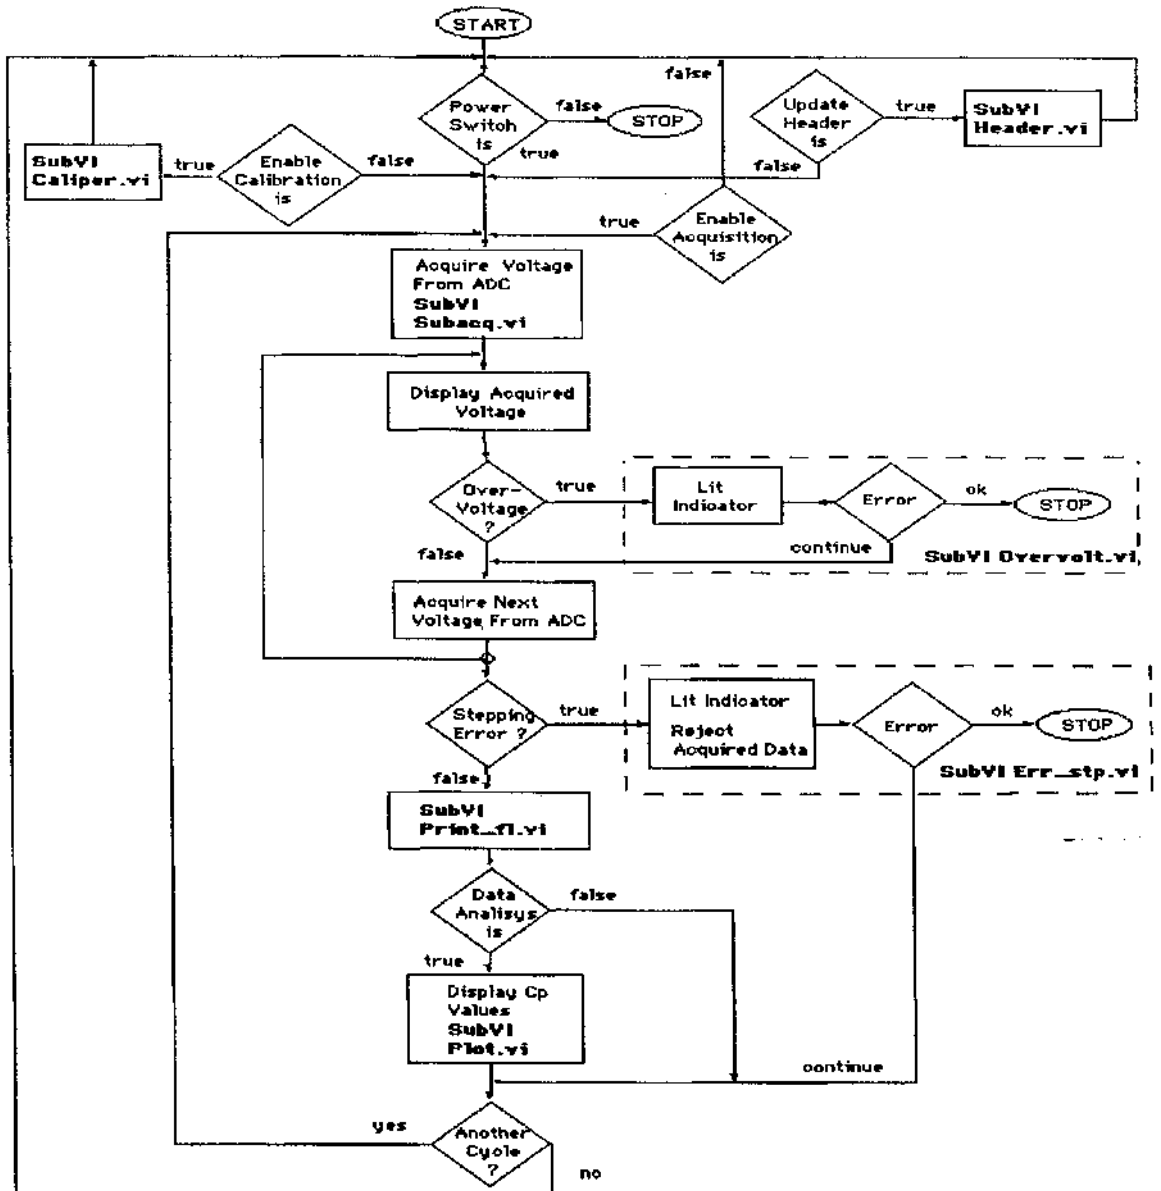 START
false
Power
Switch
is
false
STOP
true
Update
Header
is
true
SubVI
Header.vi
false
SubVI
Caliper.vi
true
Enable
Calibration
is
false
true
Enable
Acquisition
is
Acquire Voltage
From ADC
SubVI
Subacq.vi
Display Acquired
Voltage
Over-
Voltage
?
true
false
Lit
Indicator
Error
ok
STOP
continue
SubVI Overvolt.vi
Acquire Next
Voltage From ADC
Stepping
Error ?
true
false
Lit Indicator
Reject
Acquired Data
Error
ok
STOP
SubVI Err_stp.vi
SubVI
Print_fl.vi
Data
Analisys
is
false
true
Display Cp
Values
SubVI
Plot.vi
continue
yes
Another
Cycle
?
no